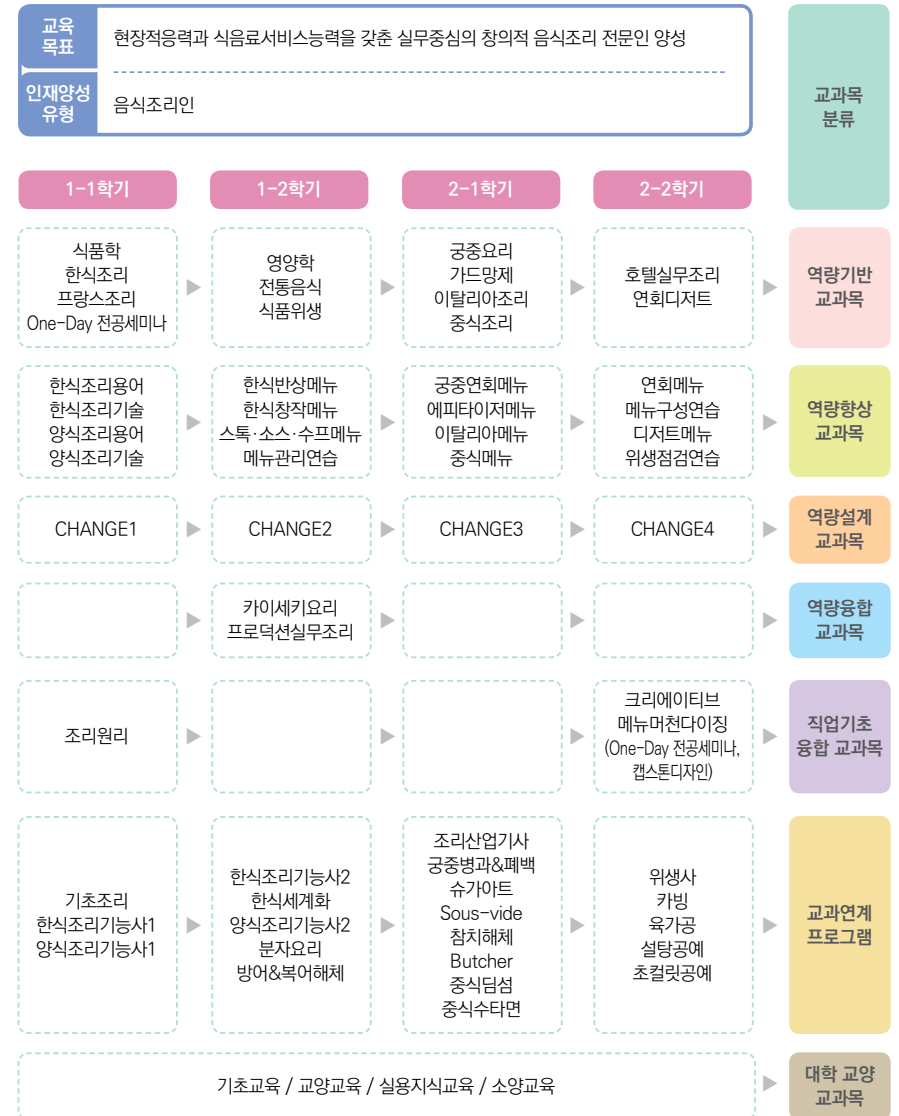 교육
목표
현장적응력과 식음료서비스능력을 갖춘 실무중심의 창의적 음식조리 전문인 양성
인재양성
유형
음식조리인
교과목
분류
1-1학기
1-2학기
2-1학기
2-2학기
식품학
한식조리
프랑스조리
One-Day 전공세미나
영양학
전통음식
식품위생
궁중요리
가드망제
이탈리아조리
중식조리
호텔실무조리
연회디저트
역량기반
교과목
한식조리용어
한식조리기술
양식조리용어
양식조리기술
한식반상메뉴
한식창작메뉴
스톡·소스·수프메뉴
메뉴관리연습
궁중연회메뉴
에피타이저메뉴
이탈리아메뉴
중식메뉴
연회메뉴
메뉴구성연습
디저트메뉴
위생점검연습
역량향상
교과목
CHANGE1
CHANGE2
CHANGE3
CHANGE4
역량설계
교과목
카이세키요리
프로덕션실무조리
역량융합
교과목
조리원리
크리에이티브
메뉴머천다이징
(One-Day 전공세미나,
캡스톤디자인)
직업기초
융합 교과목
기초조리
한식조리기능사1
양식조리기능사1
한식조리기능사2
한식세계화
양식조리기능사2
분자요리
방어&복어해체
조리산업기사
궁중병과&폐백
슈가아트
Sous-vide
참치해체
Butcher
중식딤섬
중식수타면
위생사
카빙
육가공
설탕공예
초컬릿공예
교과연계
프로그램
기초교육 / 교양교육 / 실용지식교육 / 소양교육
대학 교양
교과목